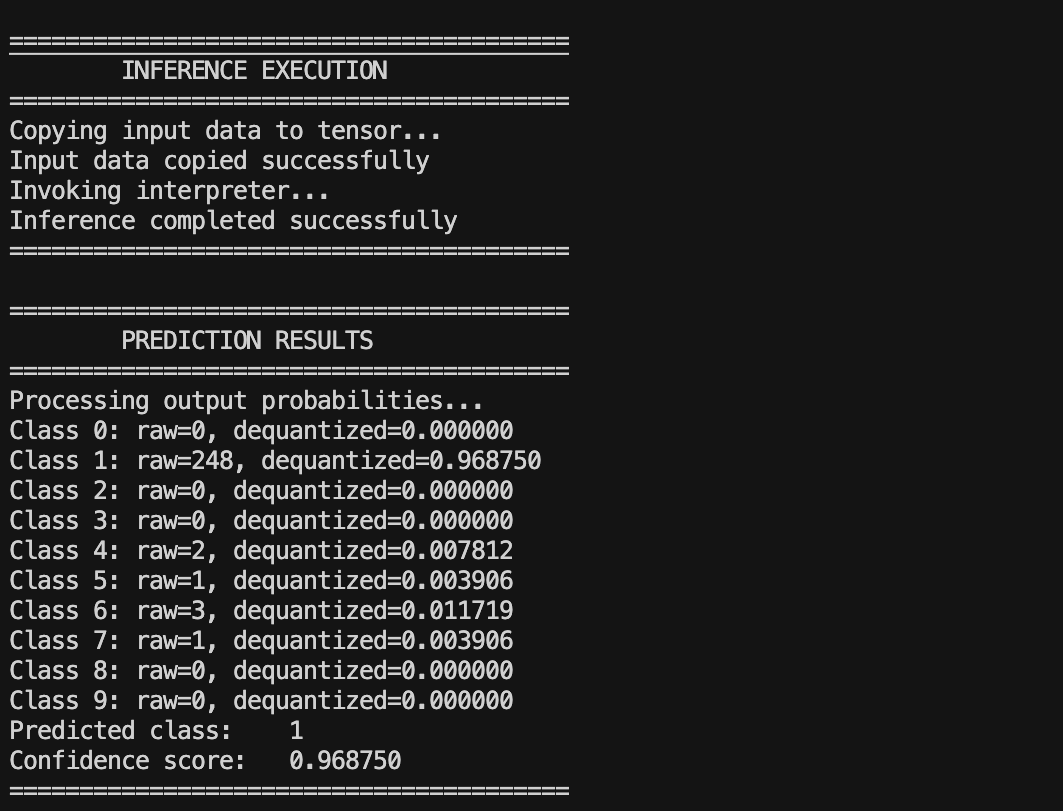 ========================================
        INFERENCE EXECUTION
========================================
Copying input data to tensor...
Input data copied successfully
Invoking interpreter...
Inference completed successfully
========================================

========================================
        PREDICTION RESULTS
========================================
Processing output probabilities...
Class 0: raw=0, dequantized=0.000000
Class 1: raw=248, dequantized=0.968750
Class 2: raw=0, dequantized=0.000000
Class 3: raw=0, dequantized=0.000000
Class 4: raw=2, dequantized=0.007812
Class 5: raw=1, dequantized=0.003906
Class 6: raw=3, dequantized=0.011719
Class 7: raw=1, dequantized=0.003906
Class 8: raw=0, dequantized=0.000000
Class 9: raw=0, dequantized=0.000000
Predicted class:    1
Confidence score:   0.968750
========================================